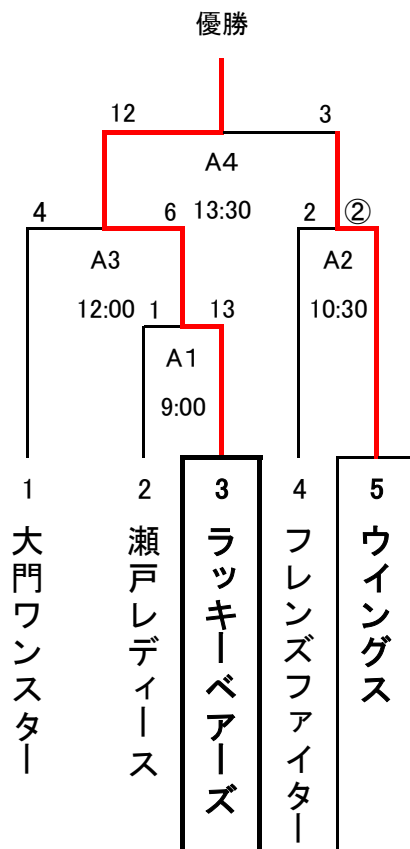 優勝
12 3
A4
13:30
4 6 2 ②
A3 A2
12:00 10:30
1 13
A1
9:00
1 2 3 4 5
大門ワンスター
瀬戸レディース
ラッキーベアーズ
フレンズファイター
ウイングス